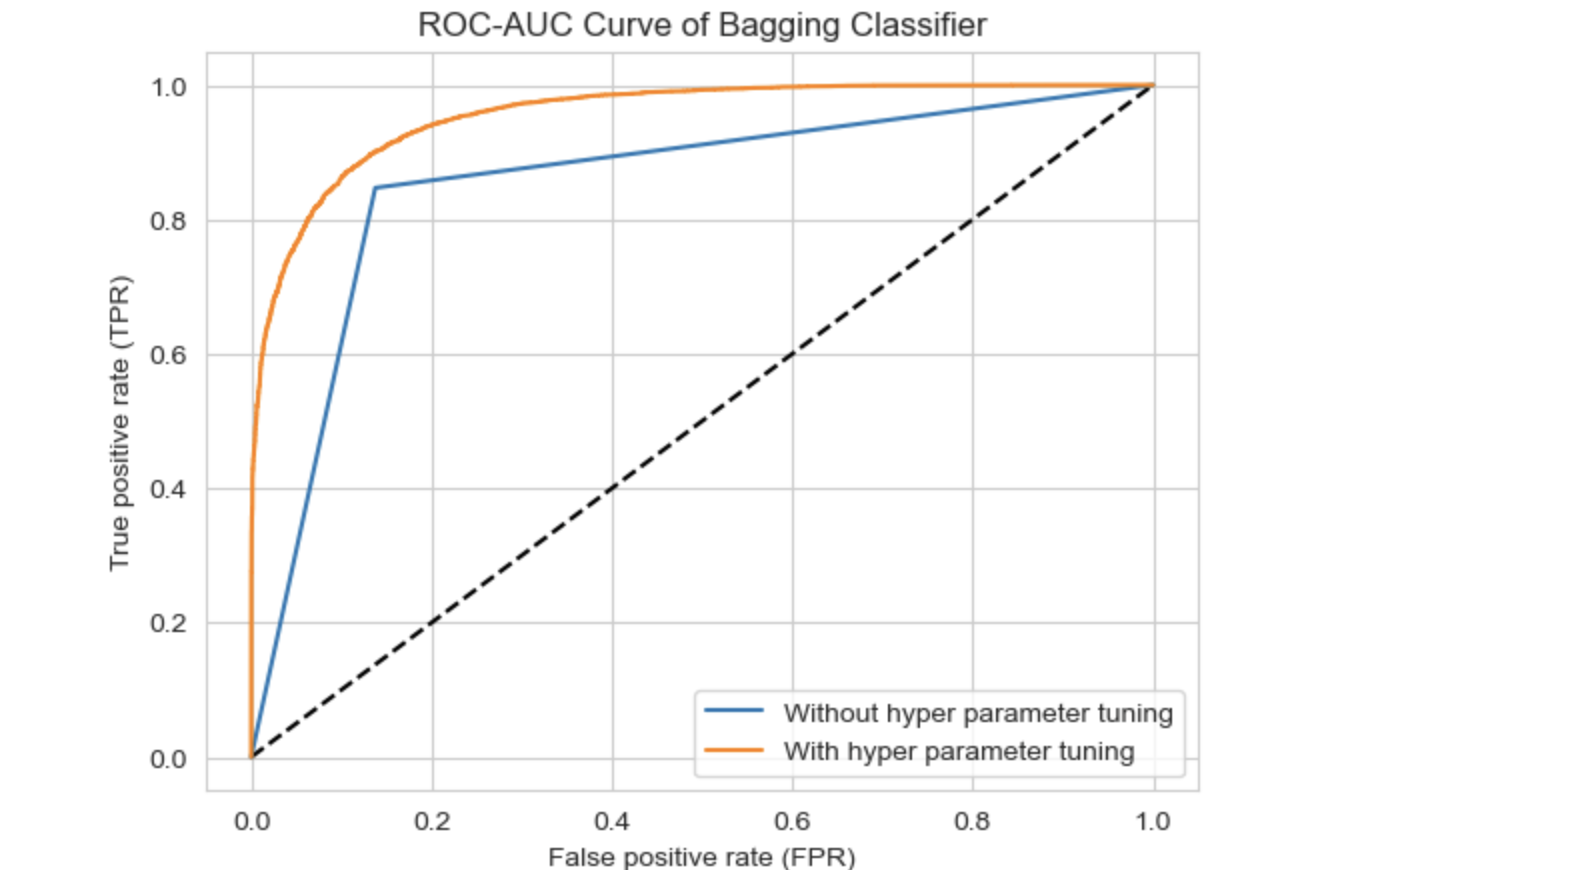 ROC-AUC Curve of Bagging Classifier
1.0
0.8
0.6
0.4
0.2
0.0
True positive rate (TPR)
Without hyper parameter tuning
With hyper parameter tuning
0.0 0.2 0.4 0.6 0.8 1.0
False positive rate (FPR)